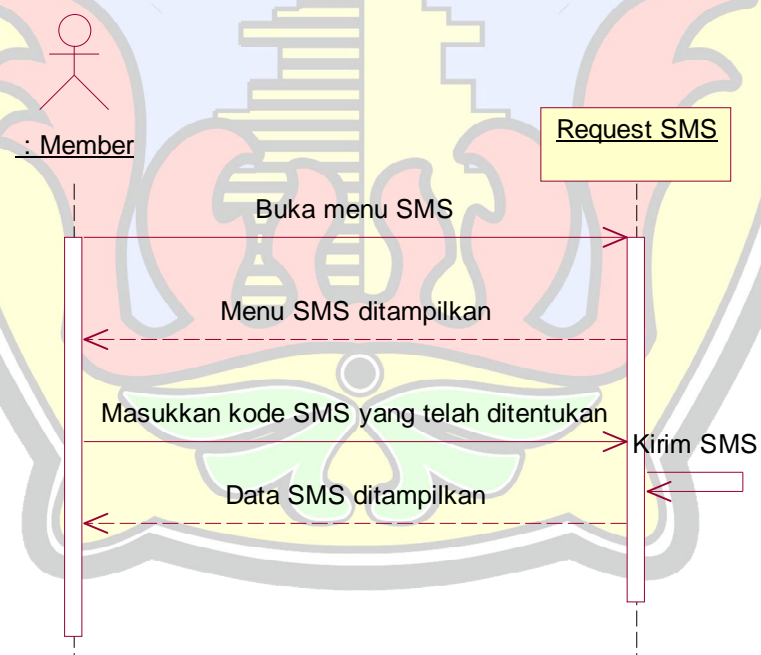 : Member
Request SMS
Buka menu SMS
Menu SMS ditampilkan
Masukkan kode SMS yang telah ditentukan
Kirim SMS
Data SMS ditampilkan